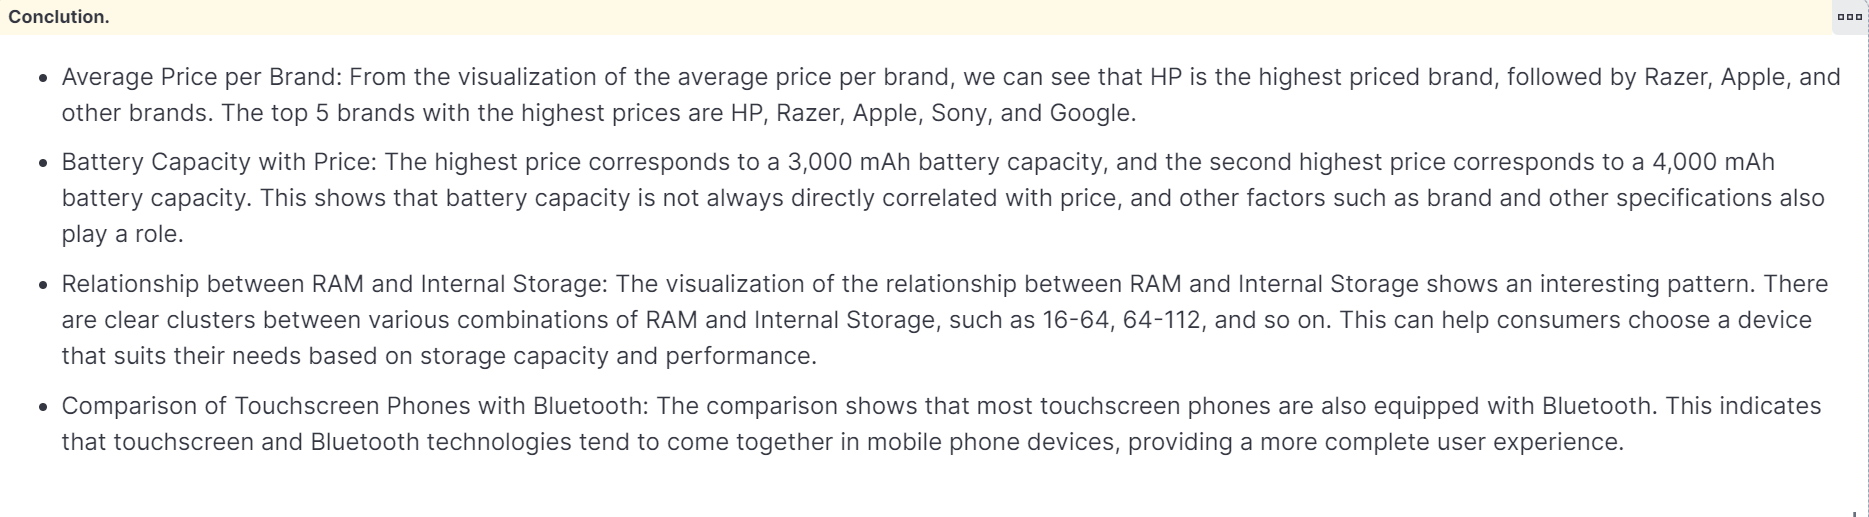 Conclution.
• Average Price per Brand: From the visualization of the average price per brand, we can see that HP is the highest priced brand, followed by Razer, Apple, and
other brands. The top 5 brands with the highest prices are HP, Razer, Apple, Sony, and Google.
• Battery Capacity with Price: The highest price corresponds to a 3,000 mAh battery capacity, and the second highest price corresponds to a 4,000 mAh
battery capacity. This shows that battery capacity is not always directly correlated with price, and other factors such as brand and other specifications also
play a role.
• Relationship between RAM and Internal Storage: The visualization of the relationship between RAM and Internal Storage shows an interesting pattern. There
are clear clusters between various combinations of RAM and Internal Storage, such as 16-64, 64-112, and so on. This can help consumers choose a device
that suits their needs based on storage capacity and performance.
• Comparison of Touchscreen Phones with Bluetooth: The comparison shows that most touchscreen phones are also equipped with Bluetooth. This indicates
that touchscreen and Bluetooth technologies tend to come together in mobile phone devices, providing a more complete user experience.